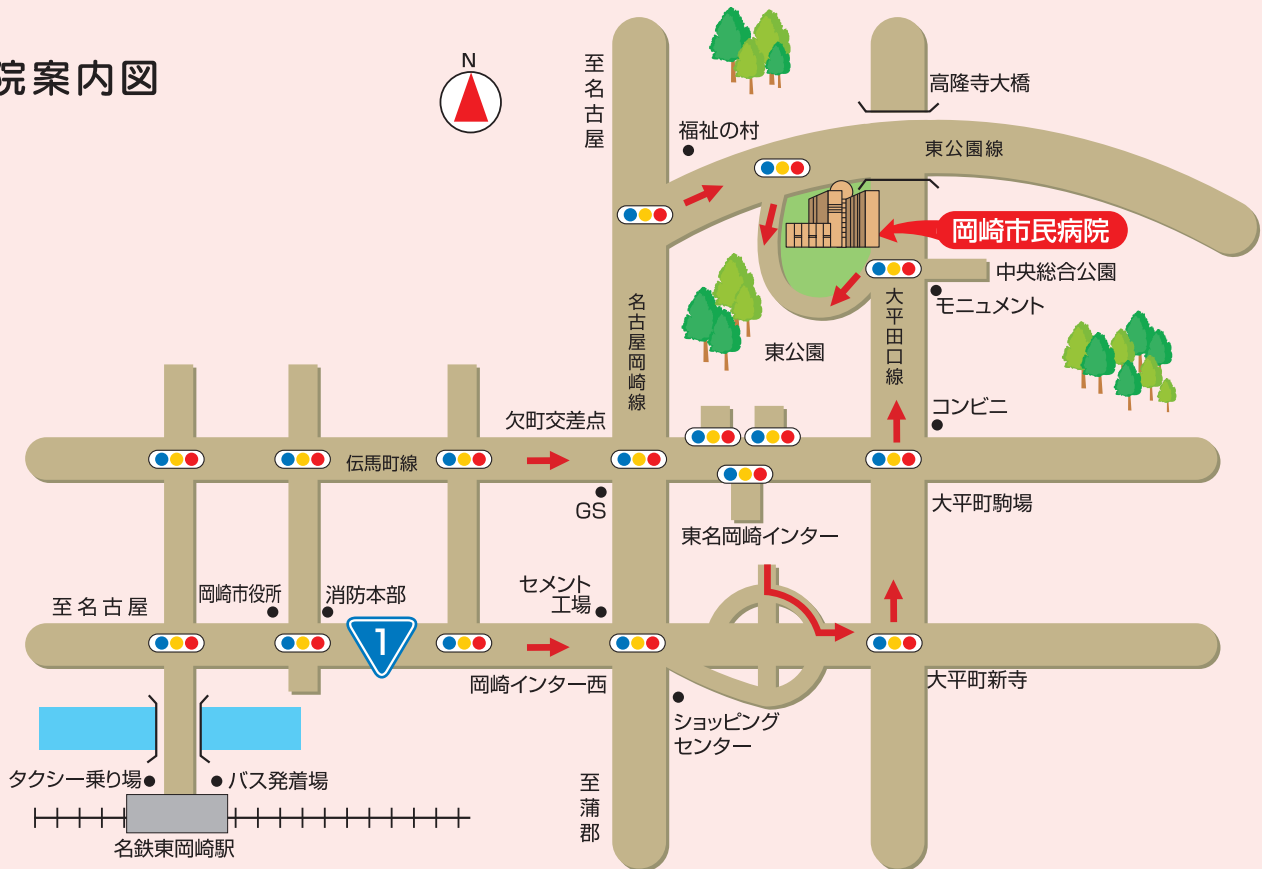 院案内図
N
至名古屋
高隆寺大橋
福祉の村
東公園線
岡崎市民病院
中央総合公園
モニュメント
名古屋岡崎線
大平田口線
東公園
コンビニ
欠町交差点
伝馬町線
GS
大平町駒場
東名岡崎インター
岡崎市役所
消防本部
セメント
工場
至名古屋
1
岡崎インター西
大平町新寺
ショッピング
センター
タクシー乗り場
バス発着場
至蒲郡
名鉄東岡崎駅